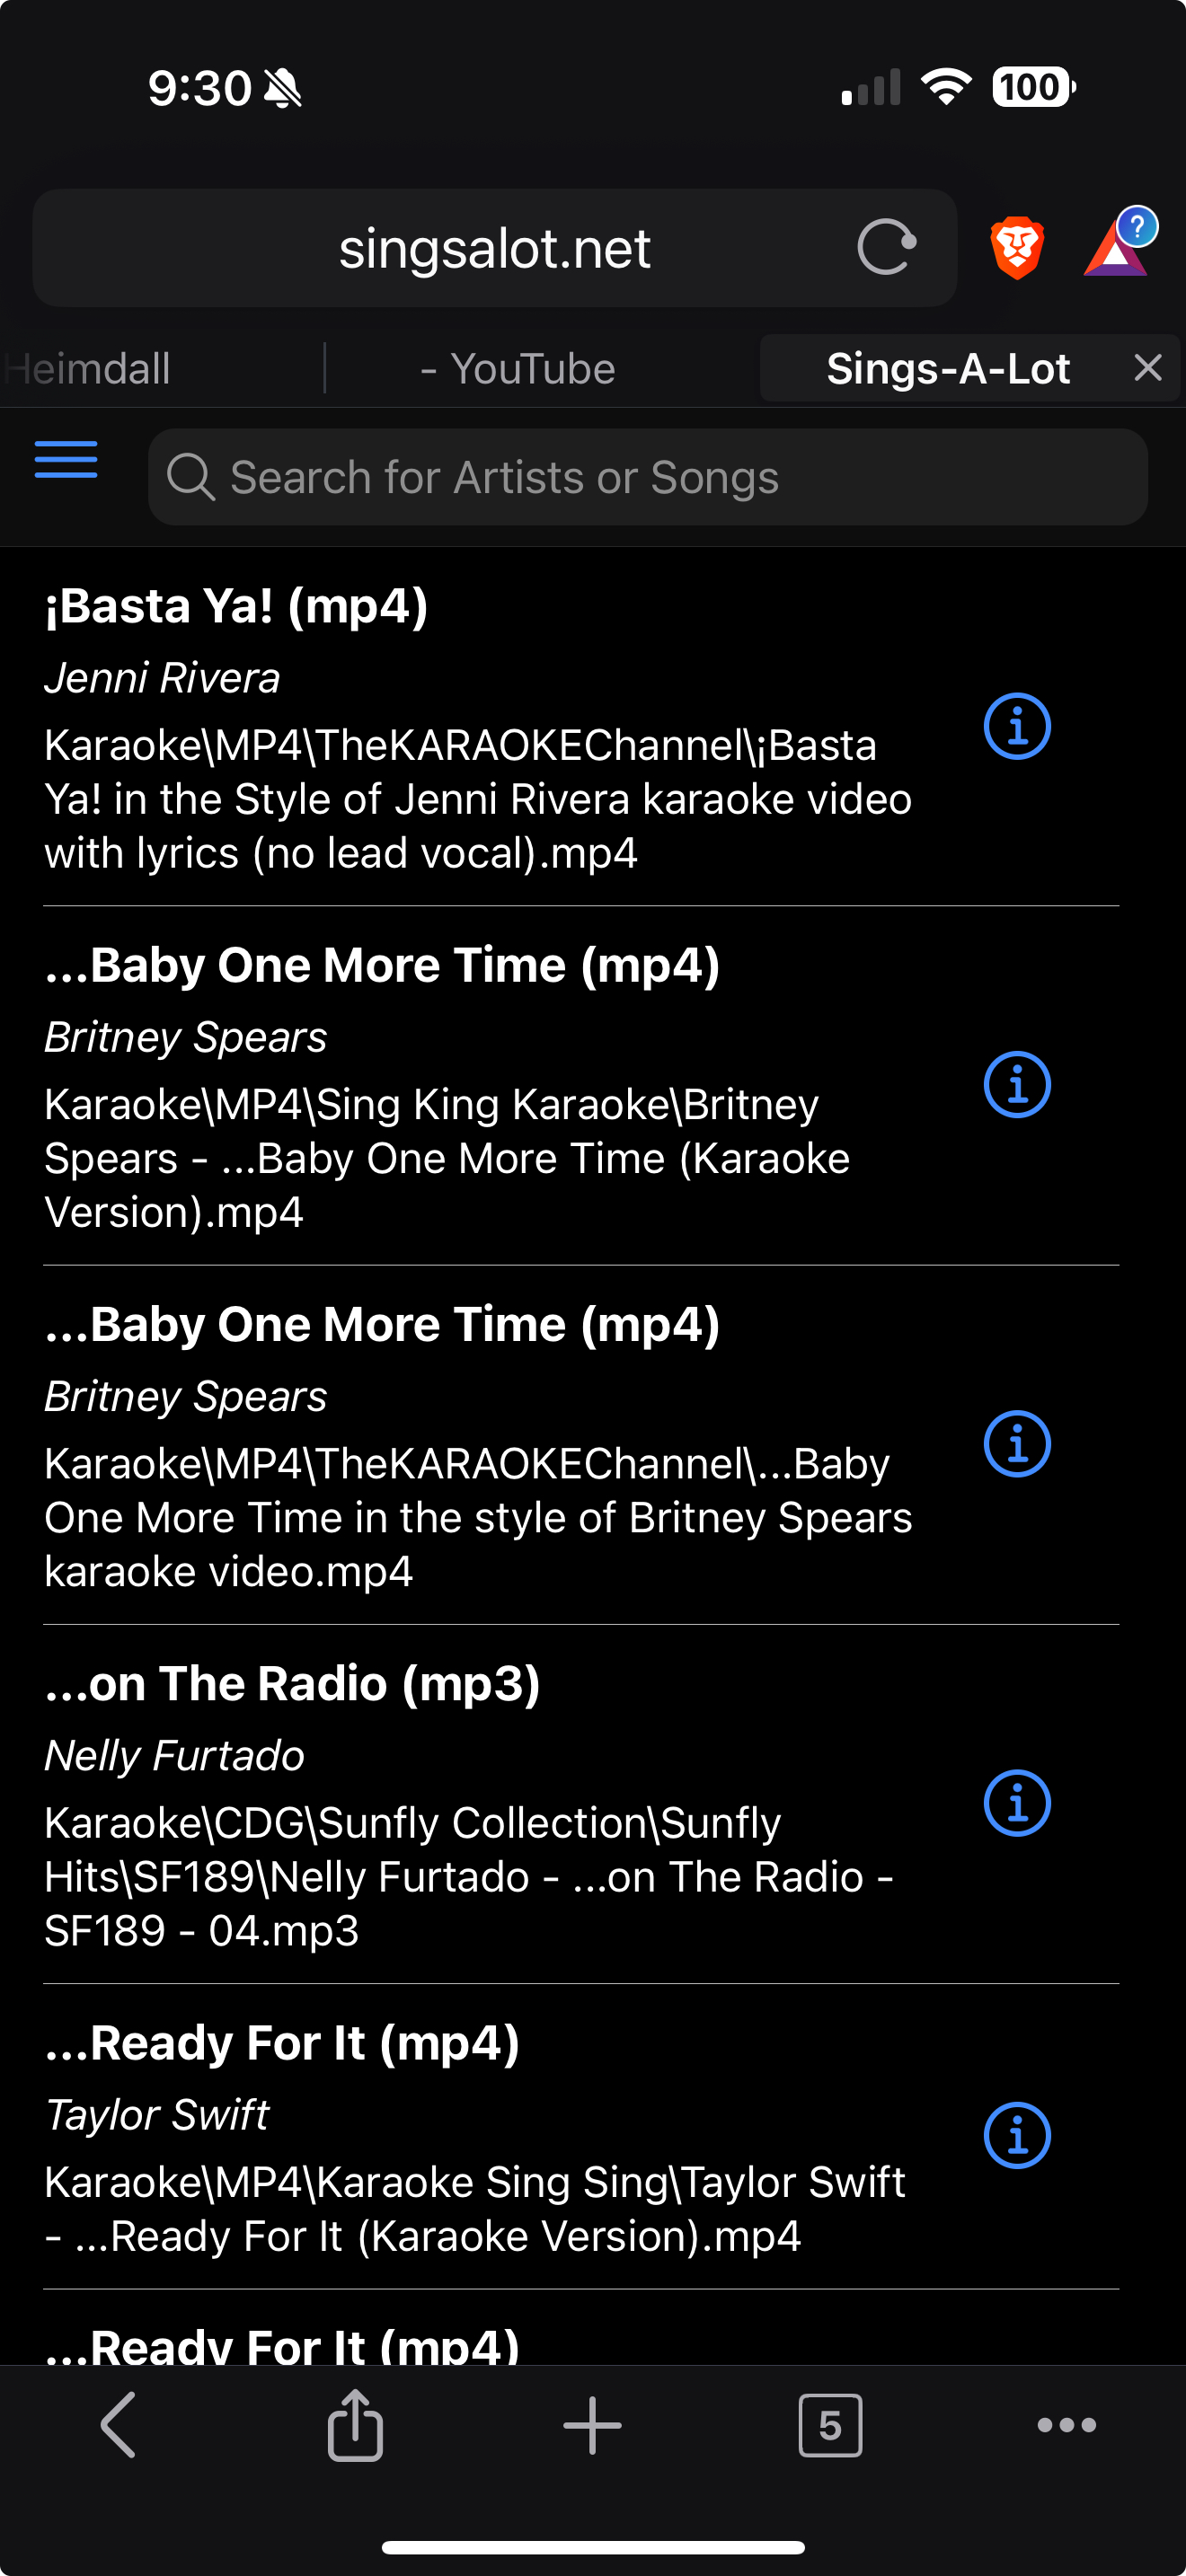 9:30
100
singsalot.net
?
Heimdall
- YouTube
Sings-A-Lot
Search for Artists or Songs
¡Basta Ya! (mp4)
Jenni Rivera
Karaoke\MP4\TheKARAOKEChannel\¡Basta
Ya! in the Style of Jenni Rivera karaoke video
with lyrics (no lead vocal).mp4
...Baby One More Time (mp4)
Britney Spears
Karaoke\MP4\Sing King Karaoke\Britney
Spears - ...Baby One More Time (Karaoke
Version).mp4
...Baby One More Time (mp4)
Britney Spears
Karaoke\MP4\TheKARAOKEChannel\...Baby
One More Time in the style of Britney Spears
karaoke video.mp4
...on The Radio (mp3)
Nelly Furtado
Karaoke\CDG\Sunfly Collection\Sunfly
Hits\SF189\Nelly Furtado - ...on The Radio -
SF189 - 04.mp3
...Ready For It (mp4)
Taylor Swift
Karaoke\MP4\Karaoke Sing Sing\Taylor Swift
- ...Ready For It (Karaoke Version).mp4
...Ready For It (mp4)
5